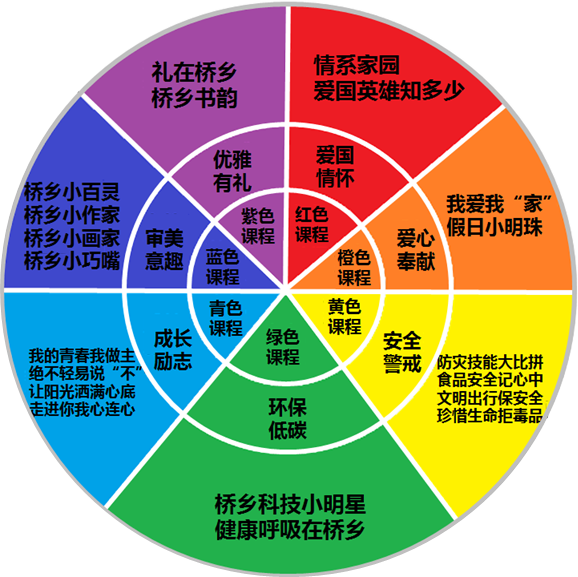 礼在桥乡
桥乡书韵
情系家园
爱国英雄知多少
优雅
有礼
爱国
情怀
桥乡小百灵
桥乡小作家
桥乡小画家
桥乡小巧嘴
审美
意趣
紫色
课程
红色
课程
爱心
奉献
我爱我“家”
假日小明珠
蓝色
课程
橙色
课程
青色
课程
黄色
课程
成长
励志
绿色
课程
安全
警戒
我的青春我做主
绝不轻易说“不”
让阳光洒满心底
走进你我心连心
防灾技能大比拼
食品安全记心中
文明出行保安全
珍惜生命拒毒品
环保
低碳
桥乡科技小明星
健康呼吸在桥乡